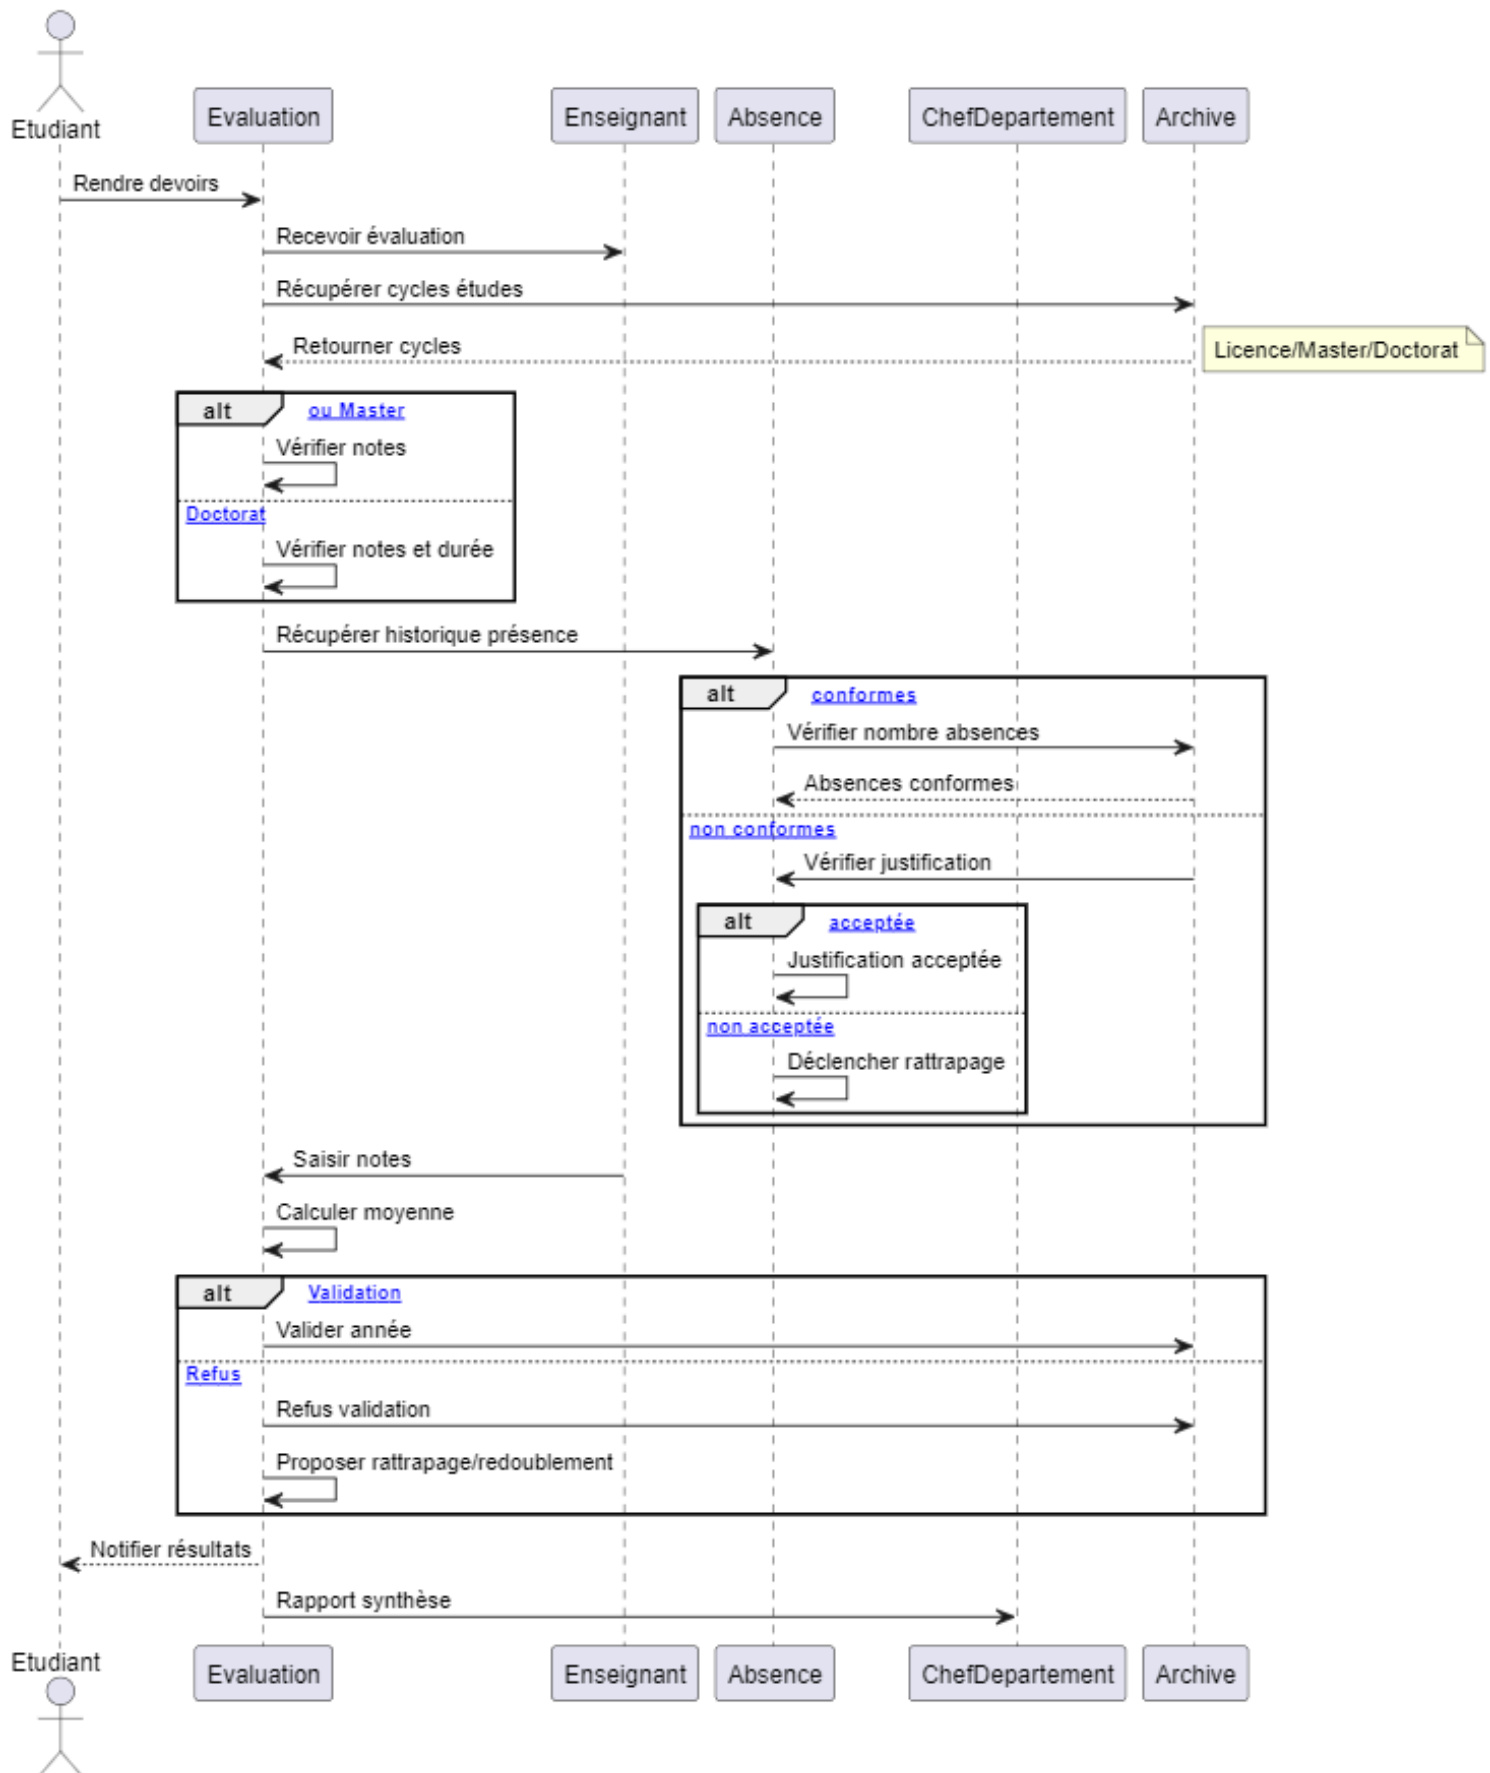 Etudiant
Evaluation
Enseignant
Absence
ChefDepartement
Archive
Rendre devoirs
Recevoir évaluation
Récupérer cycles études
Retourner cycles
Licence/Master/Doctorat
alt
ou Master
Vérifier notes
Doctorat
Vérifier notes et durée
Récupérer historique présence
alt
conformes
Vérifier nombre absences
Absences conformes
non conformes
Vérifier justification
alt
acceptée
Justification acceptée
non acceptée
Déclencher rattrapage
Saisir notes
Calculer moyenne
alt
Validation
Valider année
Refus
Refus validation
Proposer rattrapage/redoublement
Notifier résultats
Rapport synthèse
Etudiant
Evaluation
Enseignant
Absence
ChefDepartement
Archive